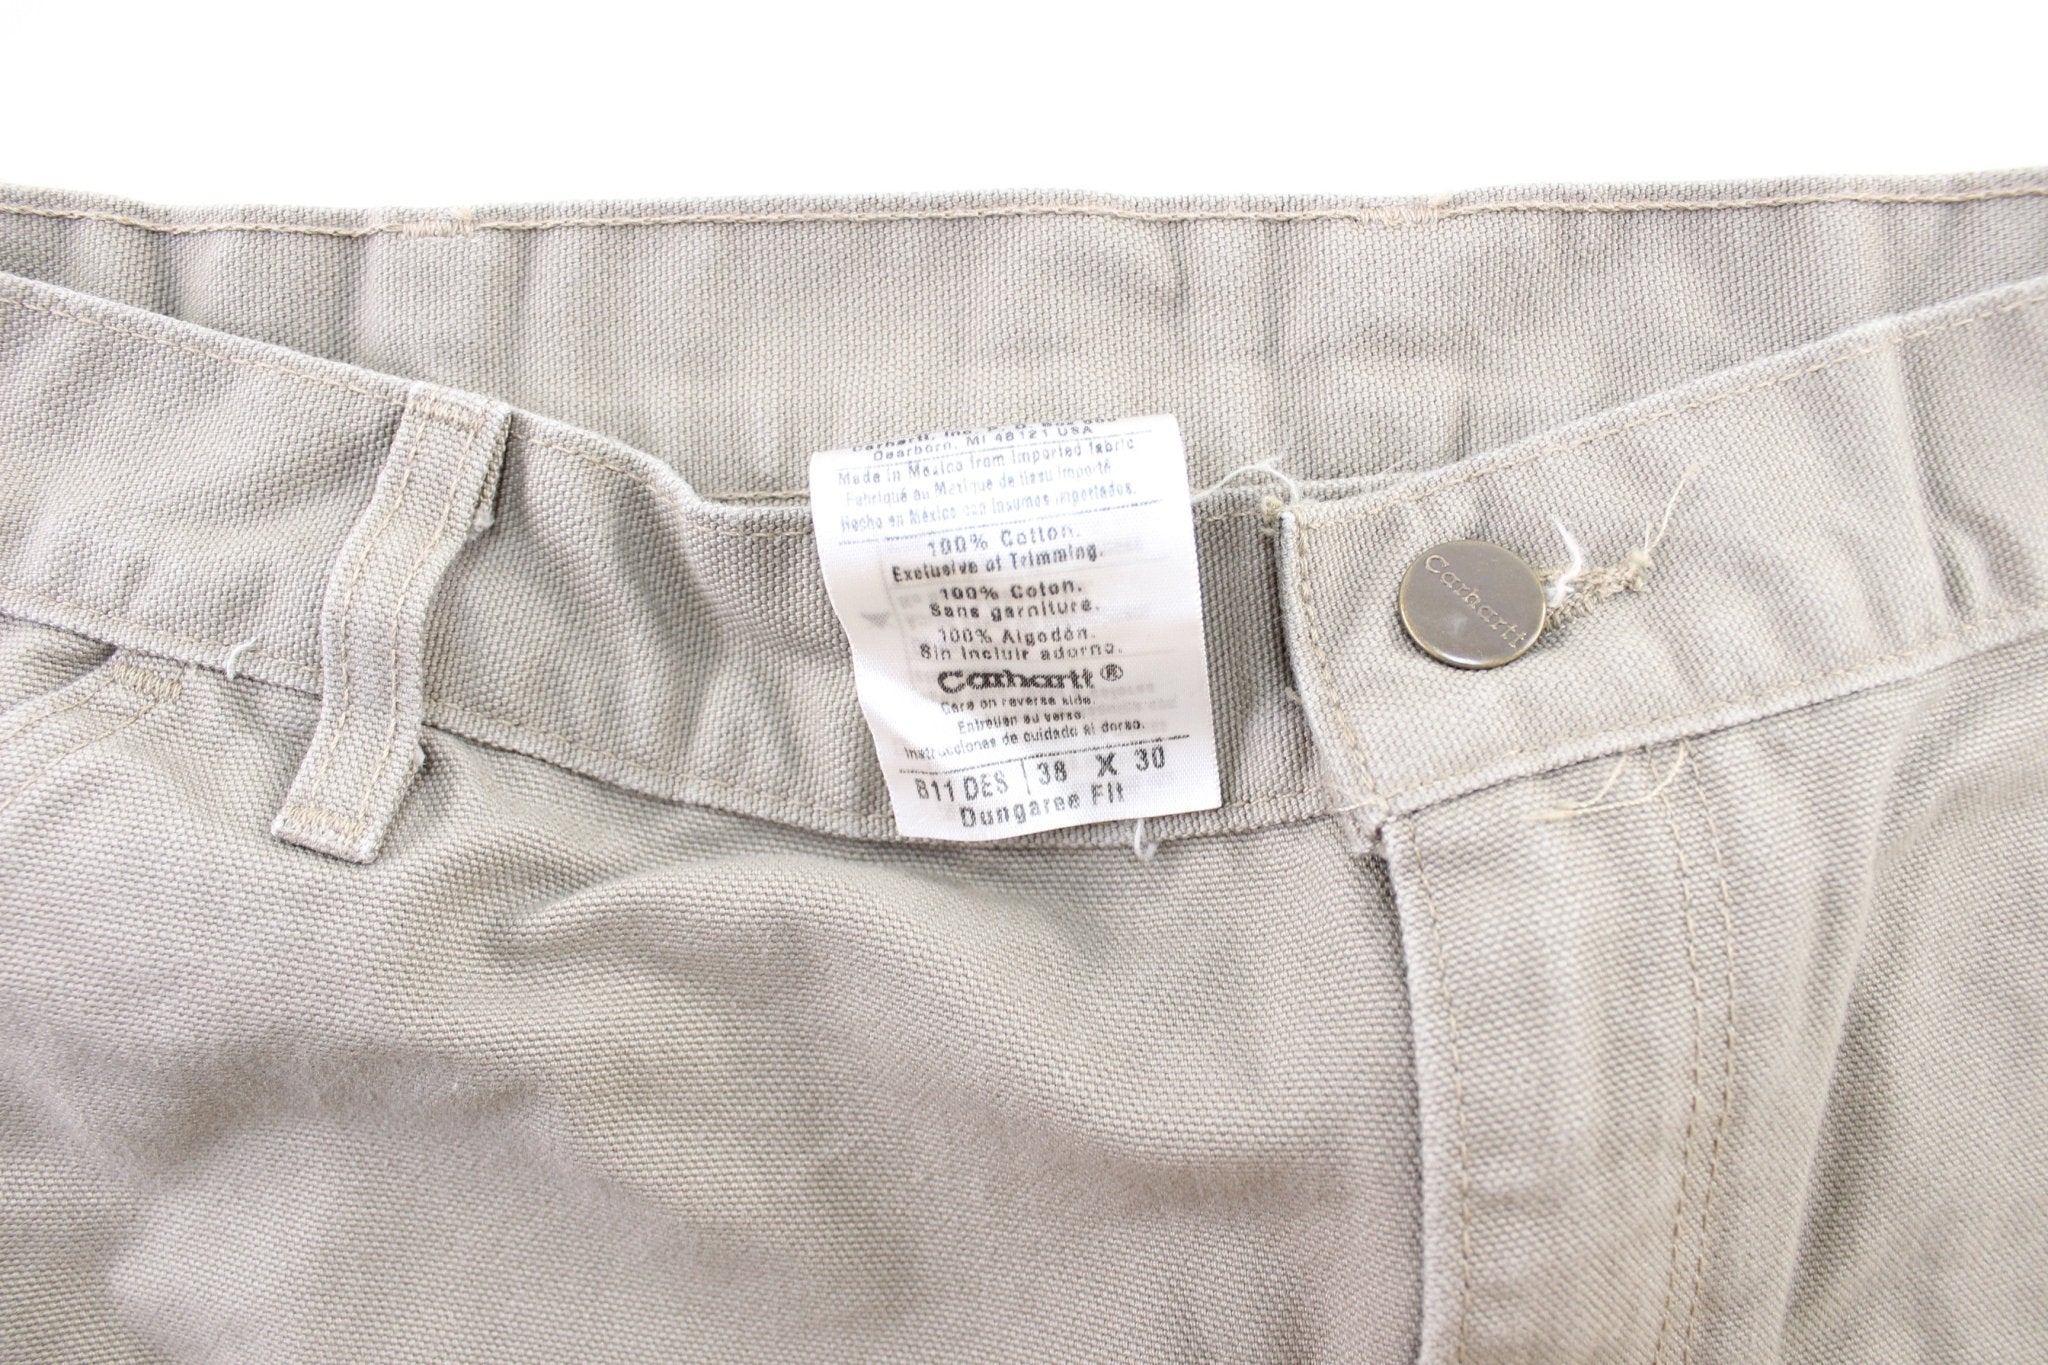 Carhartt, Inc.
Dearborn, MI 48121 USA
Made in Mexico from imported fabric
Fabriqué au Mexique de tissu importé
Hecho en México con insumos importados.
100% Cotton.
Exclusive of Trimming.
100% Coton.
Sans garniture.
100% Algodón.
Sin incluir adorno.
Carhartt®
Care on reverse side.
Entretien au verso.
Instrucciones de cuidado al dorso.
B11 DES | 38 X 30
Dungaree Fit
Carhartt